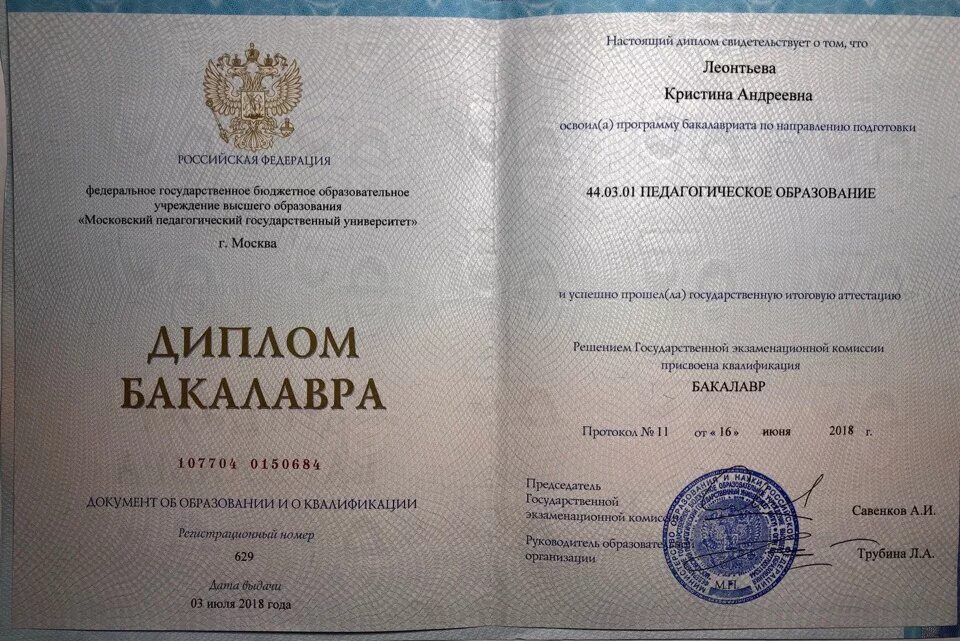 РОССИЙСКАЯ ФЕДЕРАЦИЯ
федеральное государственное бюджетное образовательное
учреждение высшего образования
«Московский педагогический государственный университет»
г. Москва
ДИПЛОМ
БАКАЛАВРА
107704 0150684
ДОКУМЕНТ ОБ ОБРАЗОВАНИИ И О КВАЛИФИКАЦИИ
Регистрационный номер
629
Дата выдачи
03 июля 2018 года
Настоящий диплом свидетельствует о том, что
Леонтьева
Кристина Андреевна
освоил(а) программу бакалавриата по направлению подготовки
44.03.01 ПЕДАГОГИЧЕСКОЕ ОБРАЗОВАНИЕ
и успешно прошел(ла) государственную итоговую аттестацию
Решением Государственной экзаменационной комиссии
присвоена квалификация
БАКАЛАВР
Протокол № 11 от « 16 » июня 2018 г.
Председатель
Государственной
экзаменационной
Савенков А.И.
Руководитель
организации
Трубина Л.А.
М.П.